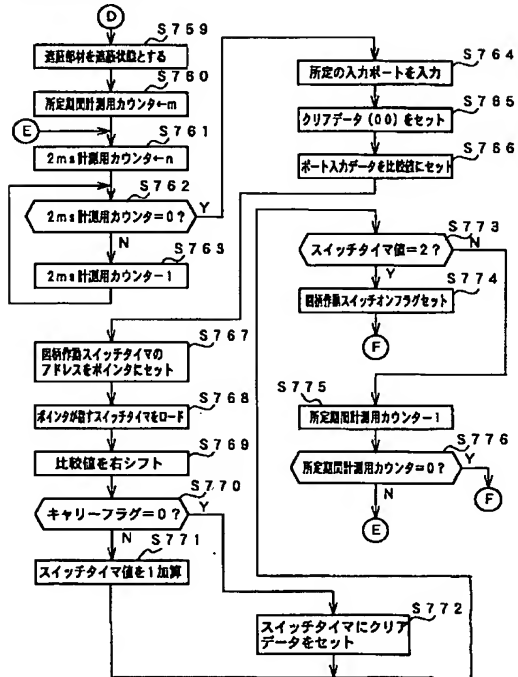 D
S759
遮蔽部材を遮蔽状態とする
S760
所定期間計測用カウンタ←m
E
S761
2ms計測用カウンタ←n
S762
2ms計測用カウンタ=0?
Y
N
S763
2ms計測用カウンタ-1
S764
所定の入力ポートを入力
S765
クリアデータ(00)をセット
S766
ポート入力データを比較値にセット
S767
図柄作動スイッチタイマの
アドレスをポインタにセット
S768
ポインタが指すスイッチタイマをロード
S769
比較値を右シフト
S770
キャリーフラグ=0?
Y
N
S771
スイッチタイマ値を1加算
S772
スイッチタイマにクリア
データをセット
S773
スイッチタイマ値=2?
N
Y
S774
図柄作動スイッチオンフラグセット
F
S775
所定期間計測用カウンター1
S776
所定期間計測用カウンタ=0?
Y
N
F
E